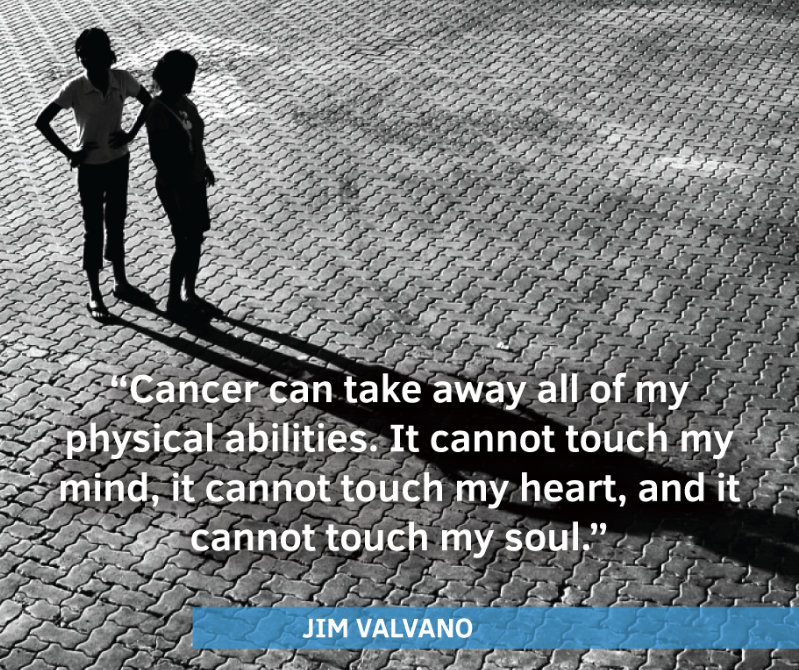 “Cancer can take away all of my
physical abilities. It cannot touch my
mind, it cannot touch my heart, and it
cannot touch my soul.”
JIM VALVANO